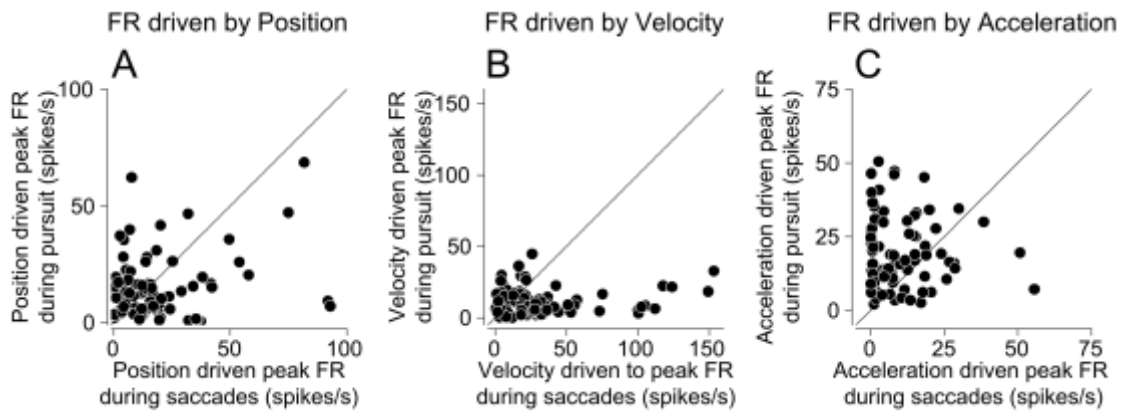 FR driven by Position
FR driven by Velocity
FR driven by Acceleration
A
B
C
Position driven peak FR
during pursuit (spikes/s)
100
50
0
0
50
100
Position driven peak FR
during saccades (spikes/s)
Velocity driven peak FR
during pursuit (spikes/s)
150
100
50
0
0
50
100
150
Velocity driven to peak FR
during saccades (spikes/s)
Acceleration driven peak FR
during pursuit (spikes/s)
75
50
25
0
0
25
50
75
Acceleration driven peak FR
during saccades (spikes/s)